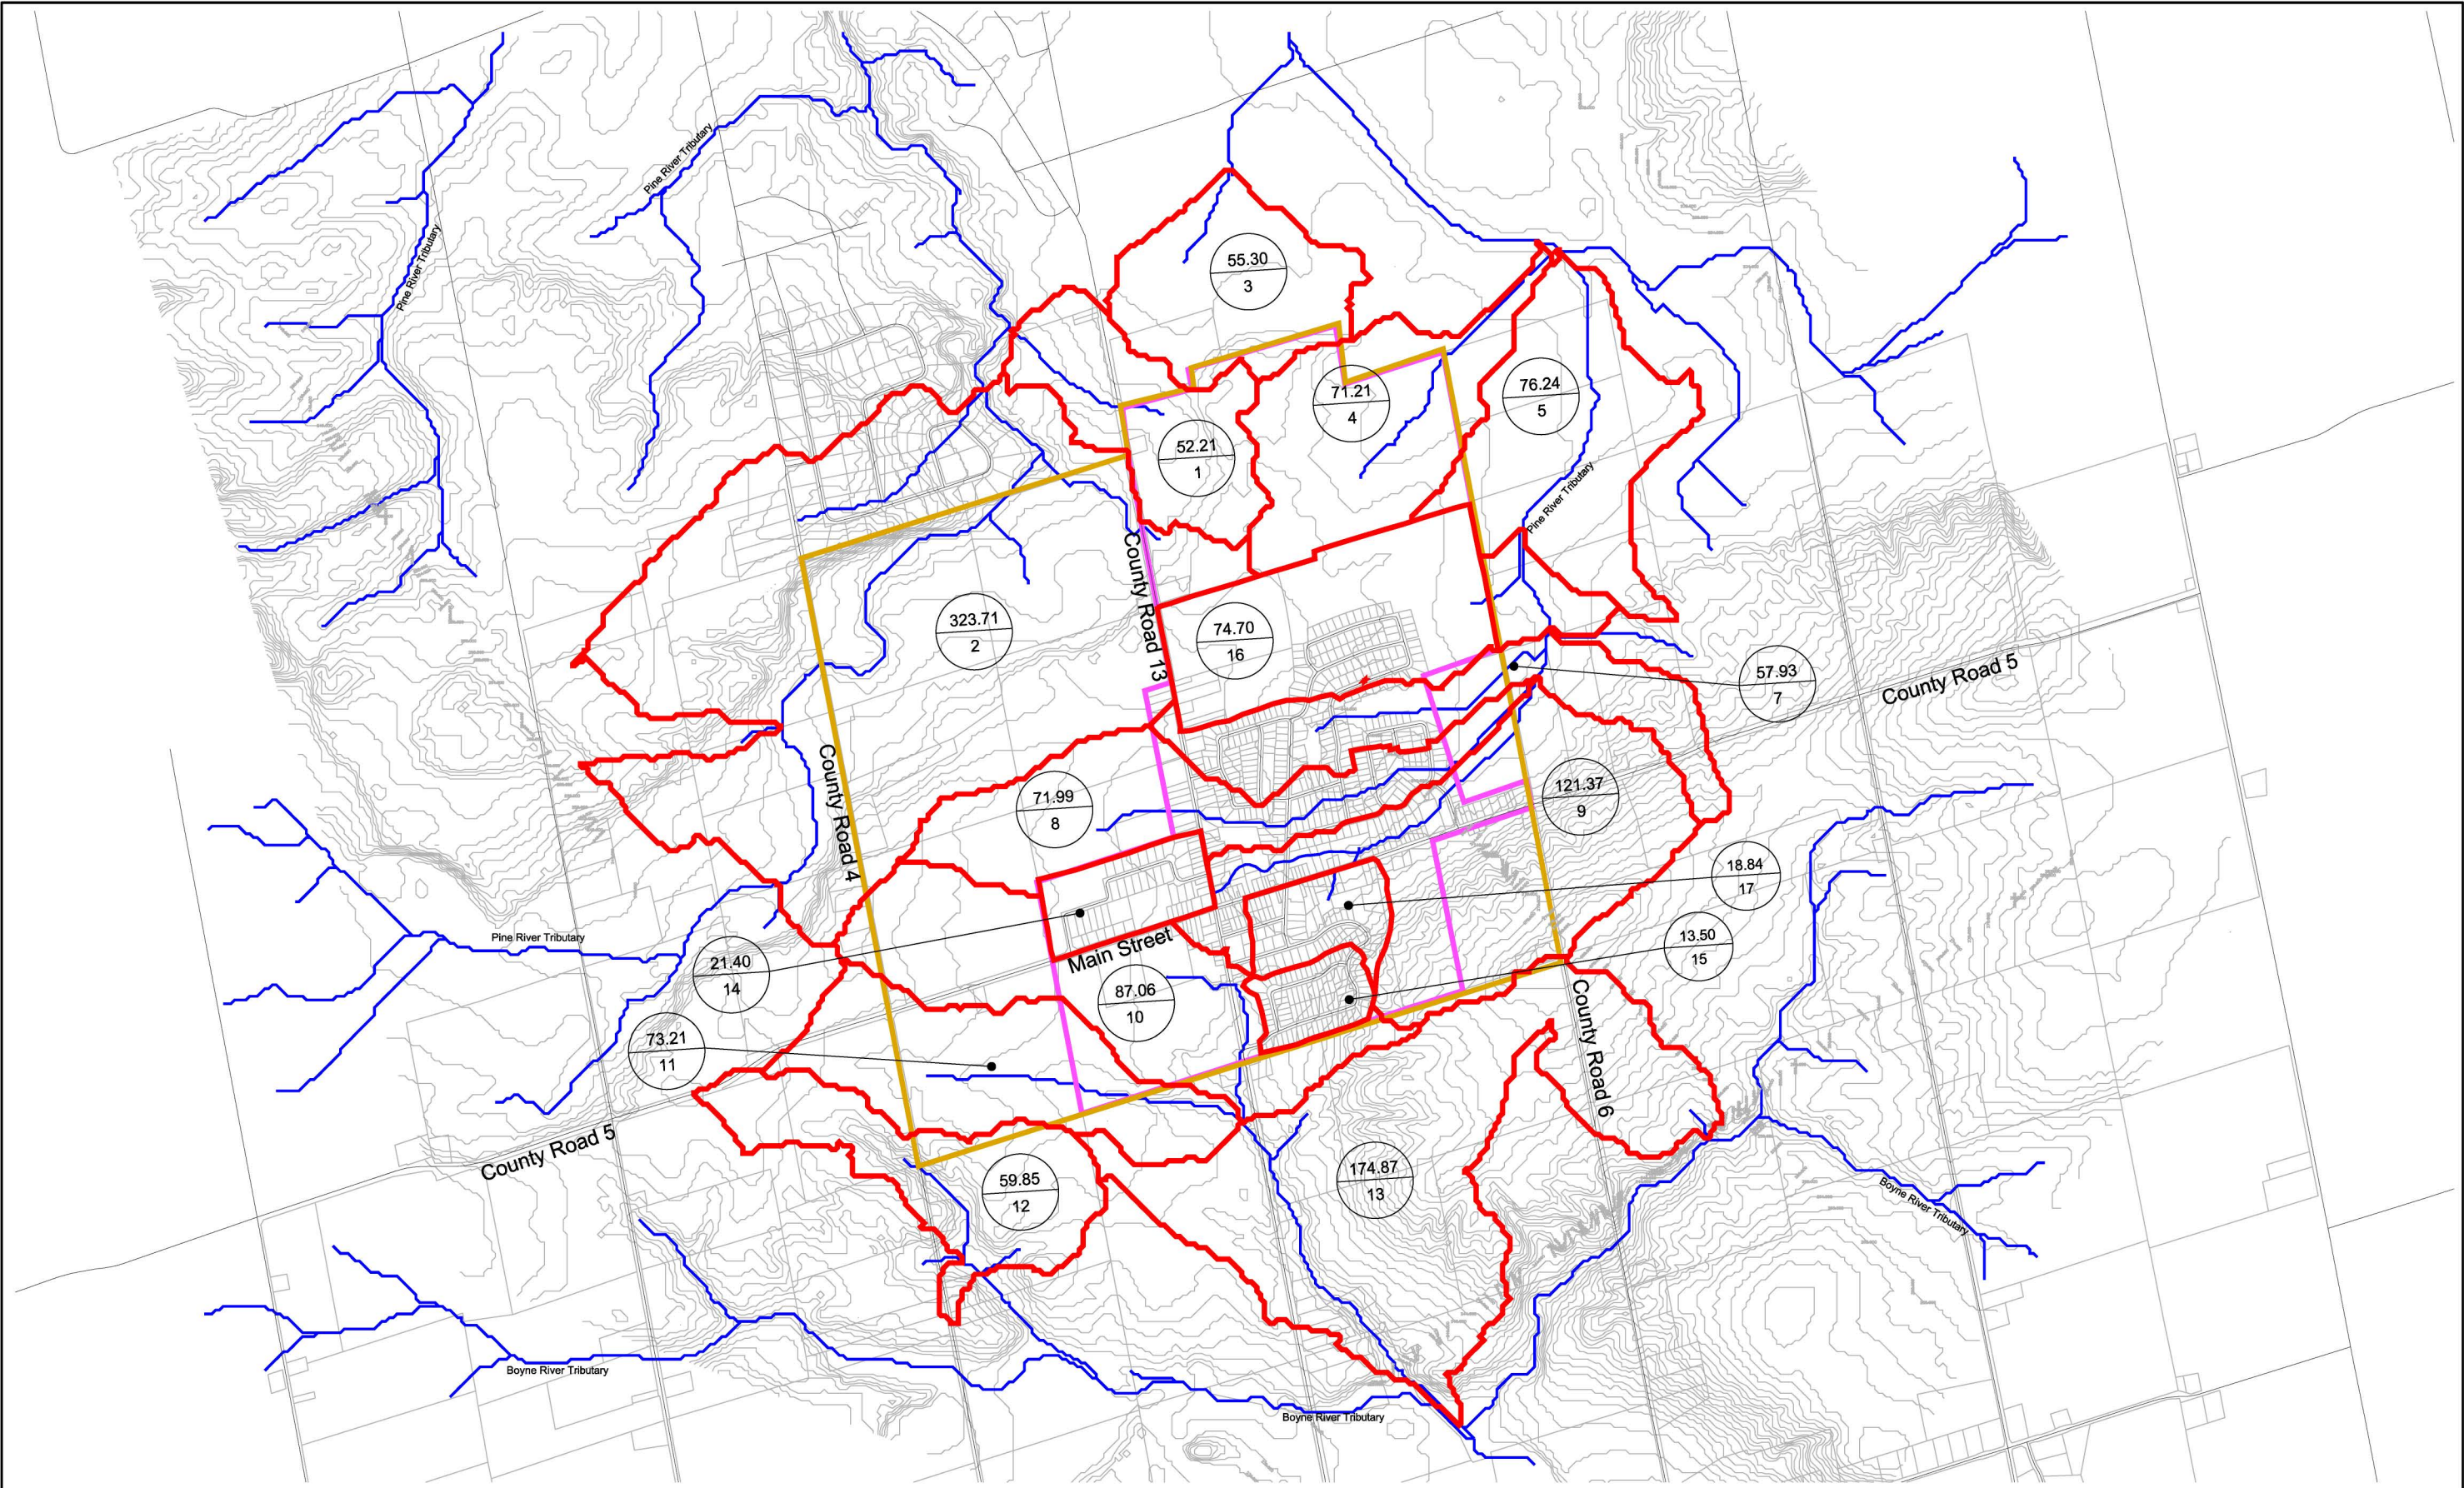 Pine River Tributary
Pine River Tributary
55.30
3
71.21
4
76.24
5
52.21
1
Pine River Tributary
County Road 13
323.71
2
74.70
16
57.93
7
County Road 5
County Road 4
71.99
8
121.37
9
18.84
17
Pine River Tributary
Main Street
13.50
15
21.40
14
87.06
10
73.21
11
County Road 6
County Road 5
59.85
12
174.87
13
Boyne River Tributary
Boyne River Tributary
Boyne River Tributary